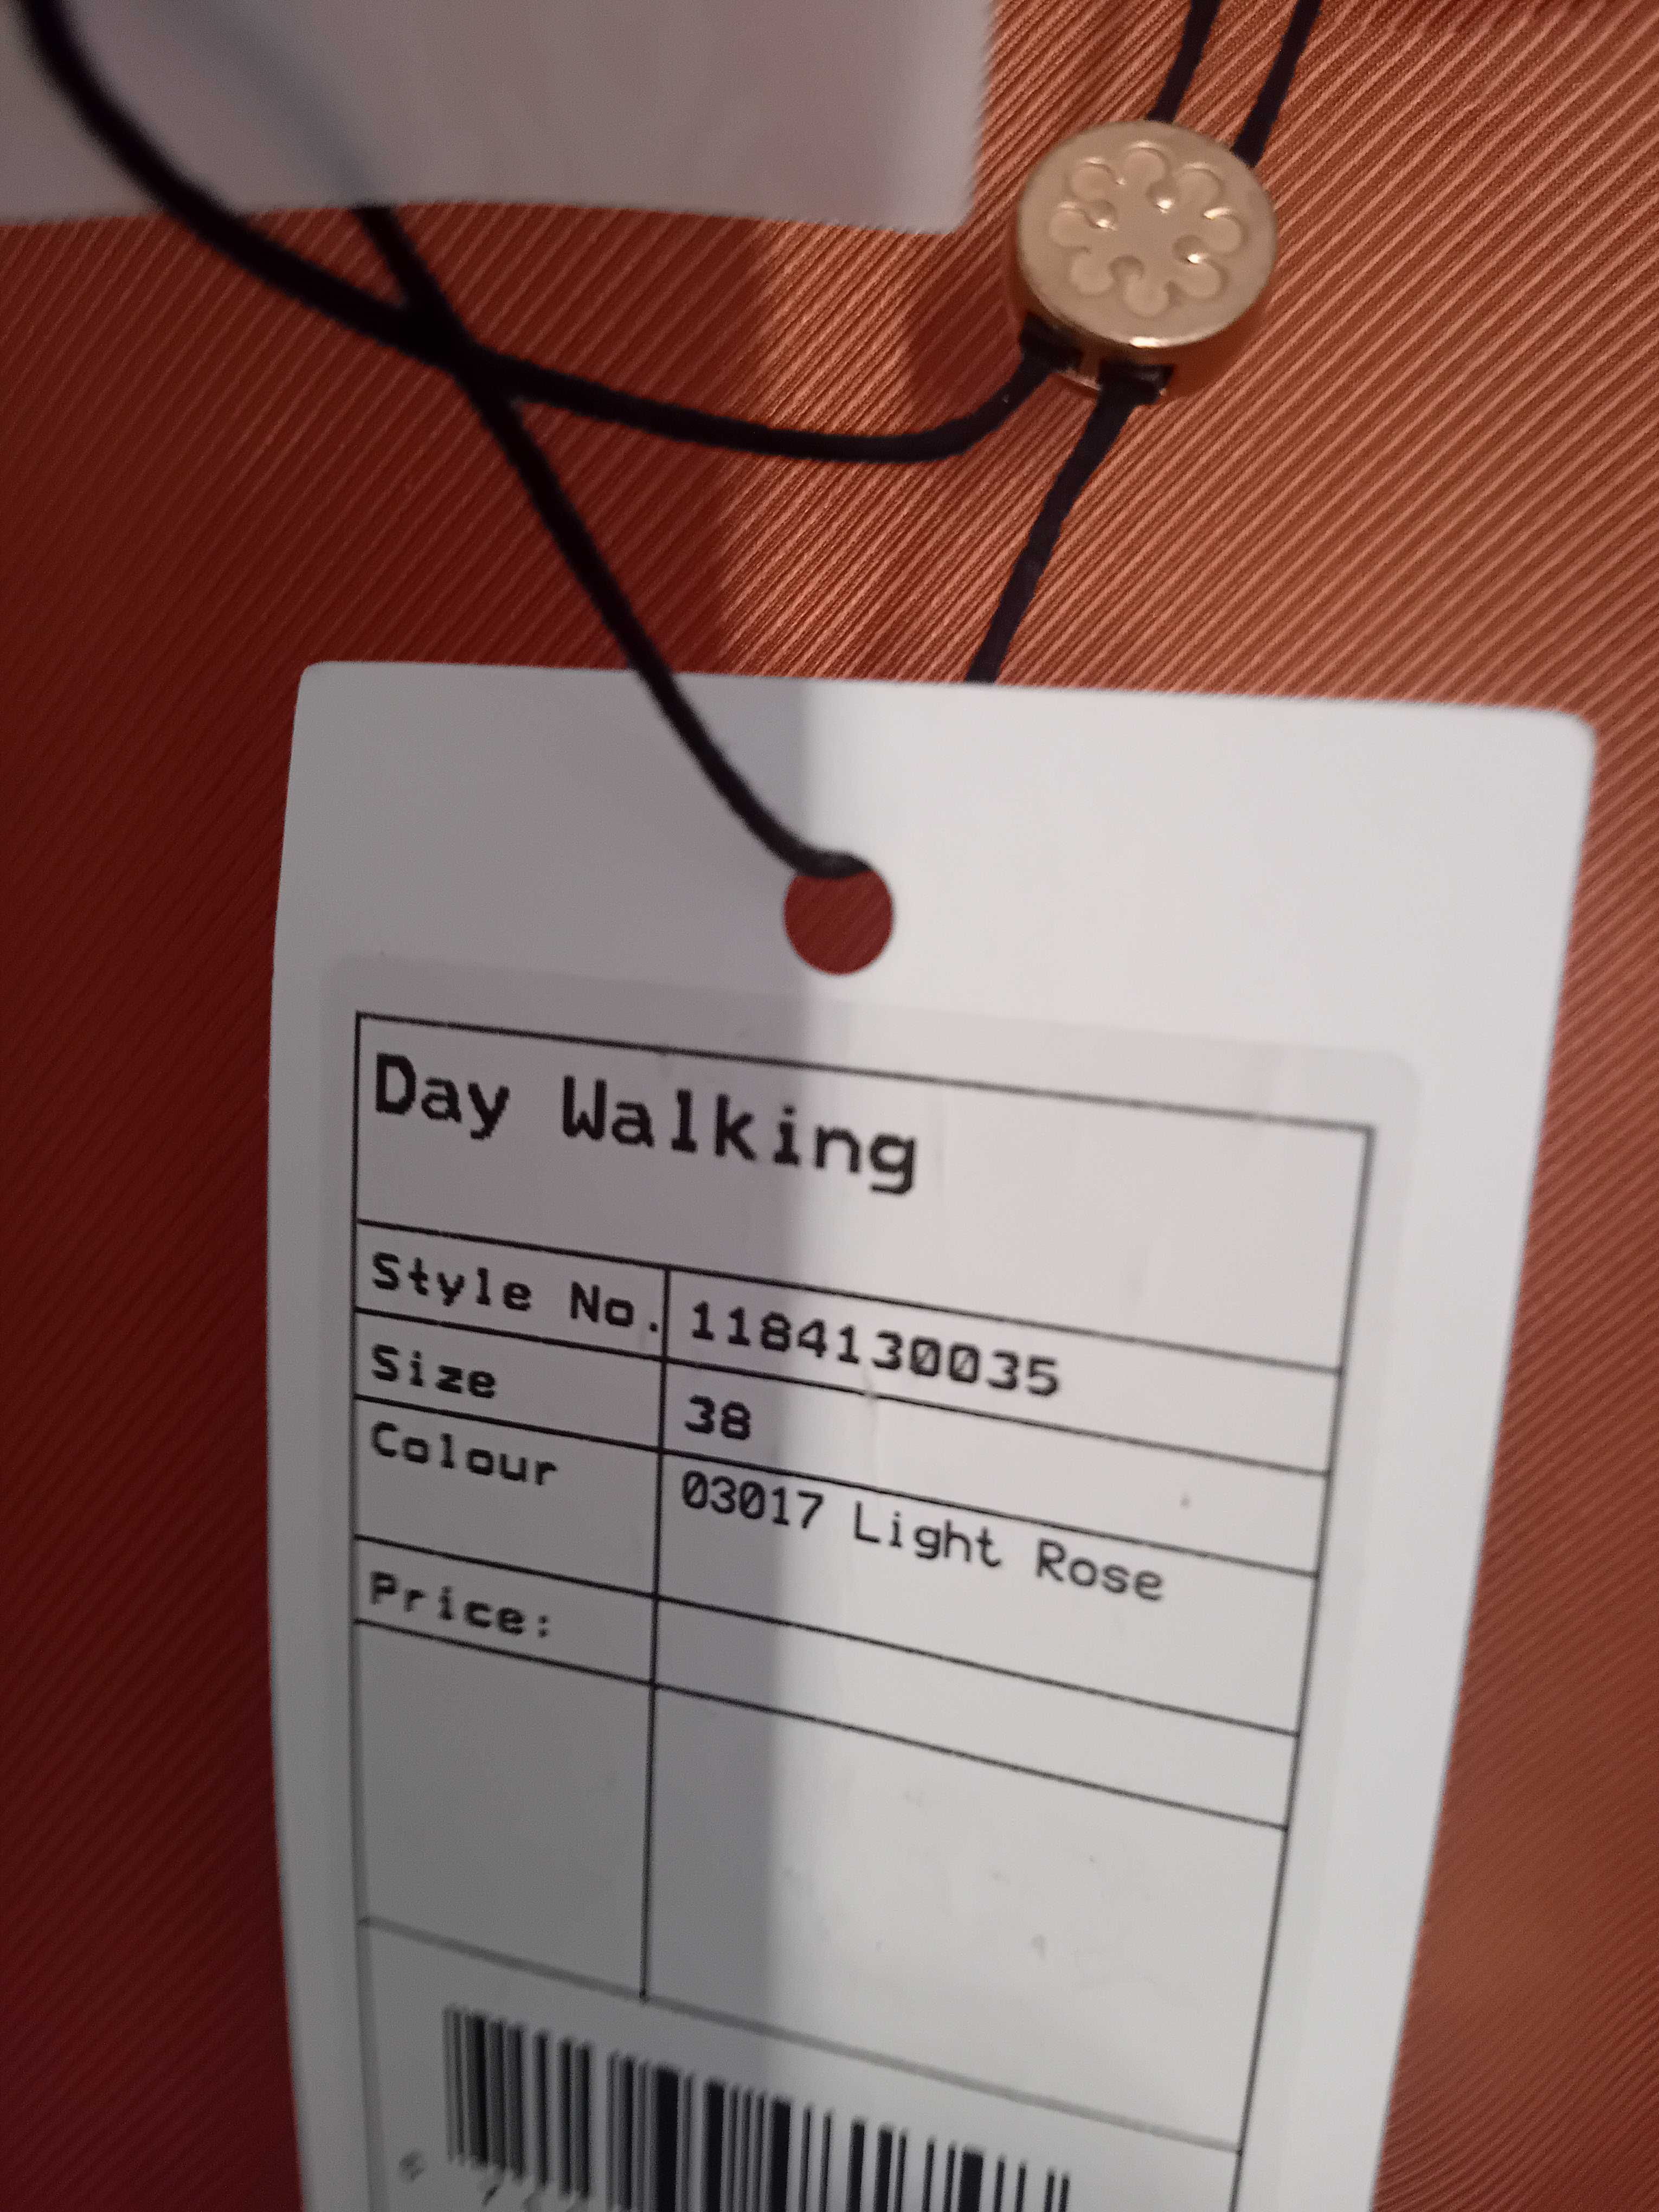 Day Walking
Style No. 1184130035
Size 38
Colour 03017 Light Rose
Price: